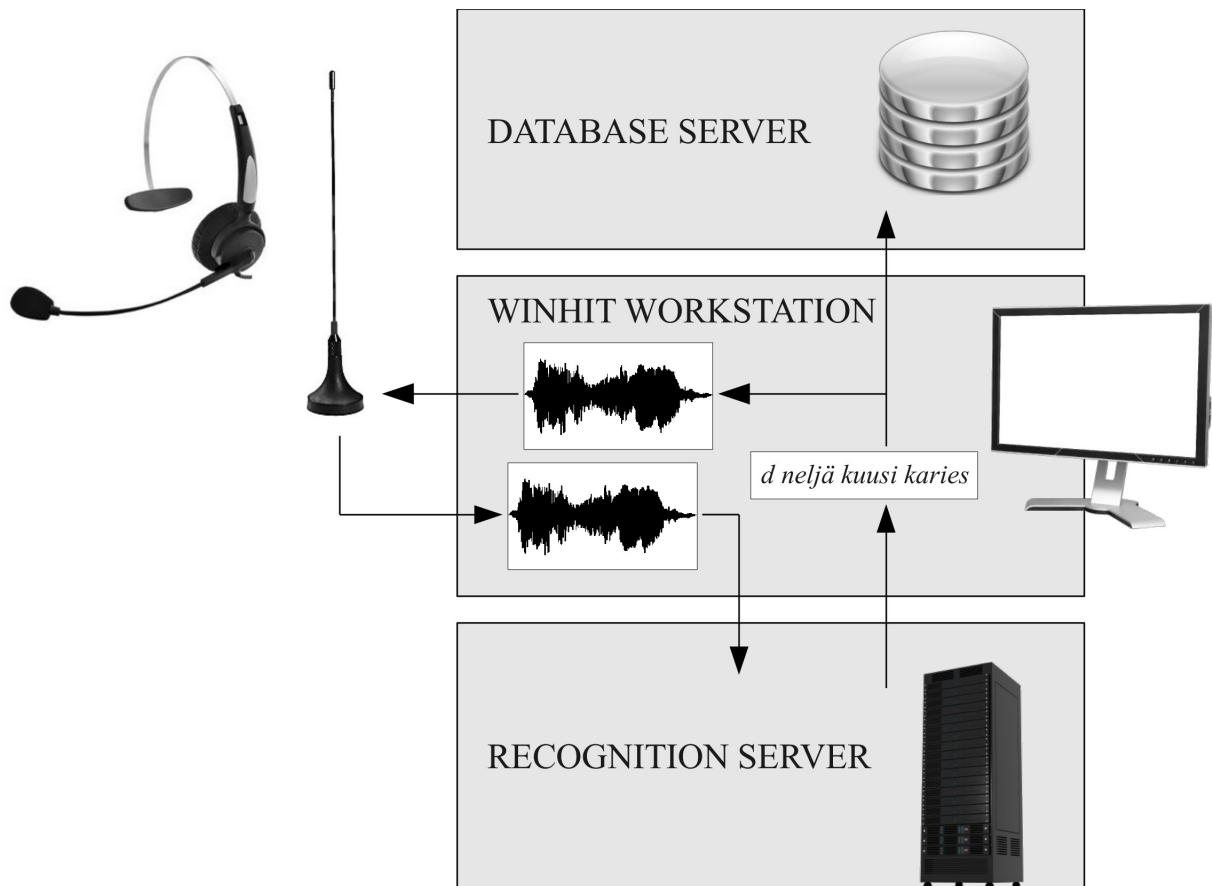 DATABASE SERVER
WINHIT WORKSTATION
d neljä kuusi karies
RECOGNITION SERVER